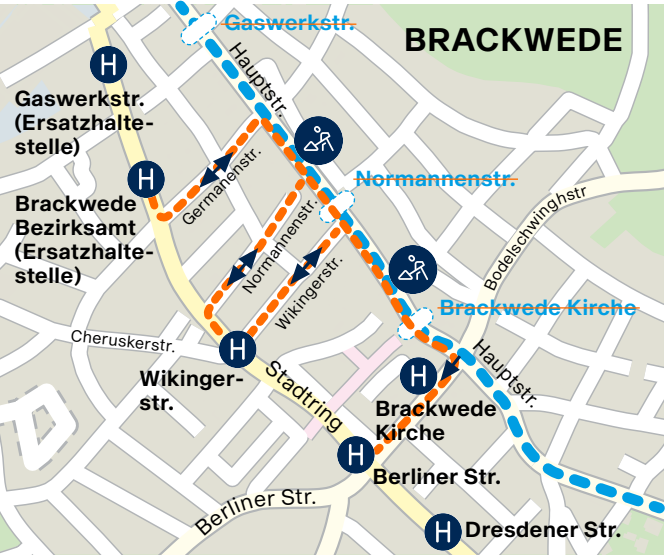 Gaswerkstr.
BRACKWEDE
Hauptstr.
H
Gaswerkstr.
(Ersatzhalte-
stelle)
H
Brackwede
Bezirksamt
(Ersatzhalte-
stelle)
Germanenstr.
Normannenstr.
Normannenstr.
Wikingerstr.
Bodelschwinghstr
Brackwede Kirche
Cheruskerstr.
H
Wikinger-
str.
Stadtring
Hauptstr.
H
Brackwede
Kirche
H
Berliner Str.
Berliner Str.
H
Dresdener Str.